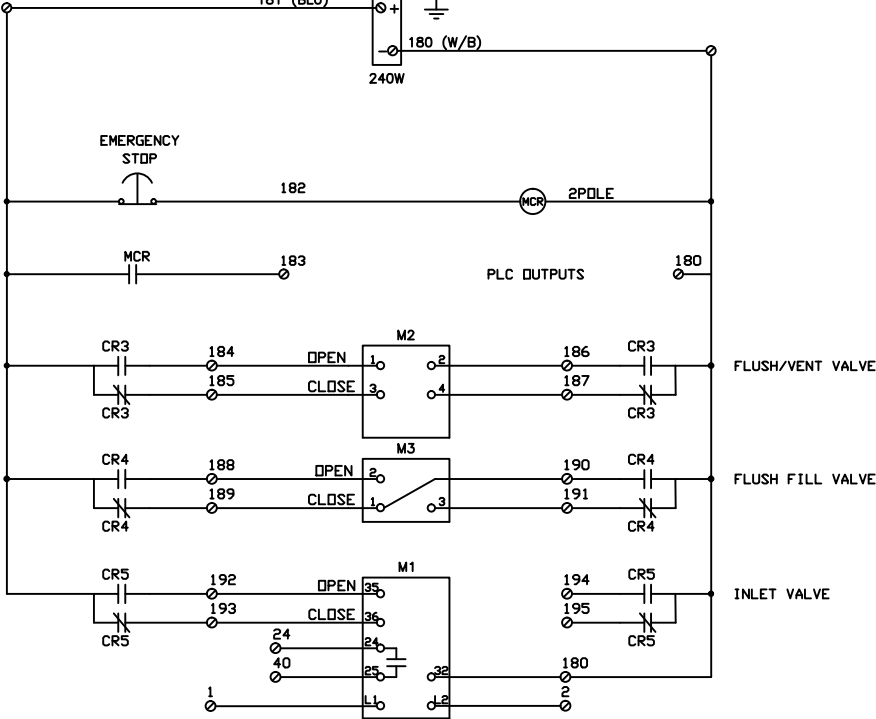 181 (BLU)
+
180 (W/B)
−
240W
EMERGENCY
STOP
182
MCR
2POLE
MCR
183
PLC OUTPUTS
180
M2
CR3
184
OPEN
1
2
186
CR3
FLUSH/VENT VALVE
185
CLOSE
3
4
187
CR3
CR3
M3
CR4
188
OPEN
2
190
CR4
FLUSH FILL VALVE
189
CLOSE
1
3
191
CR4
CR4
M1
CR5
192
OPEN
35
194
CR5
INLET VALVE
193
CLOSE
36
195
CR5
CR5
24
24
40
25
32
180
1
L1
L2
2